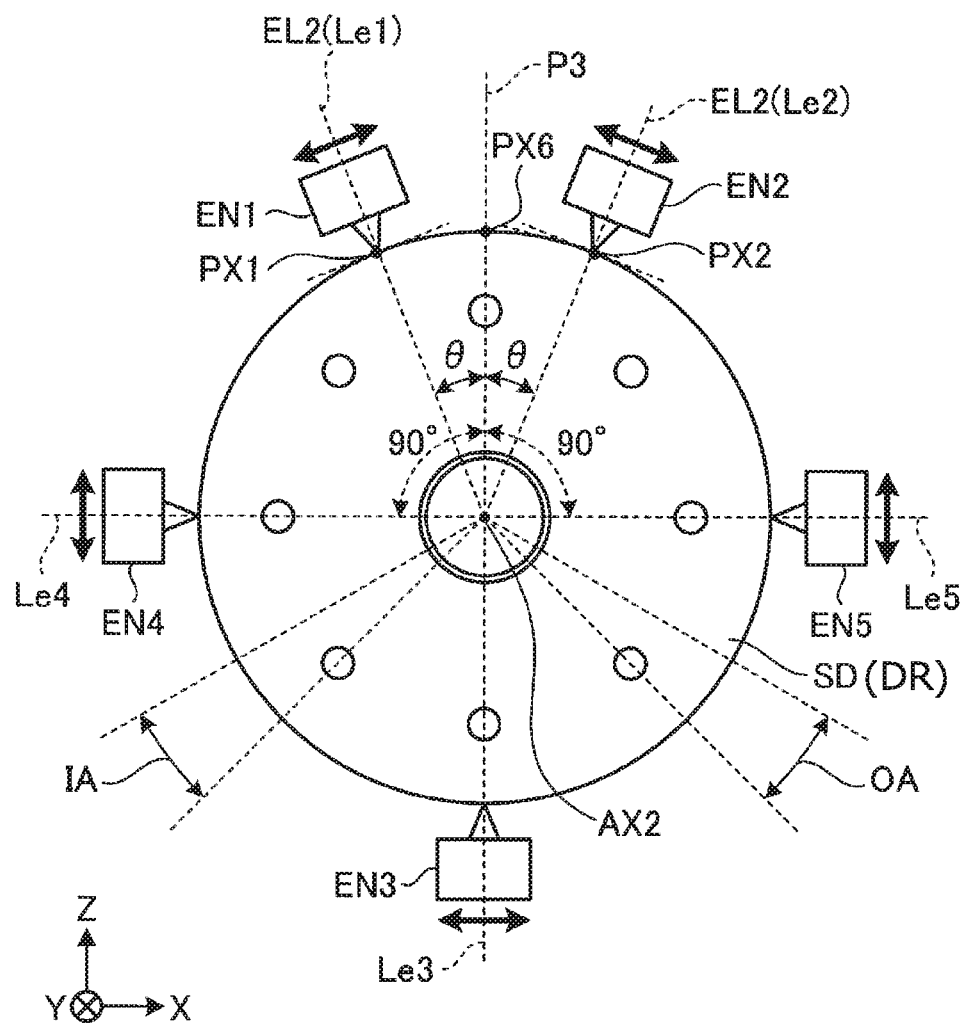 EL2(Le1)
P3
EL2(Le2)
PX6
EN1
EN2
PX1
PX2
θ
θ
90°
90°
Le4
EN4
Le5
EN5
SD(DR)
IA
OA
AX2
EN3
Le3
Z
Y
X